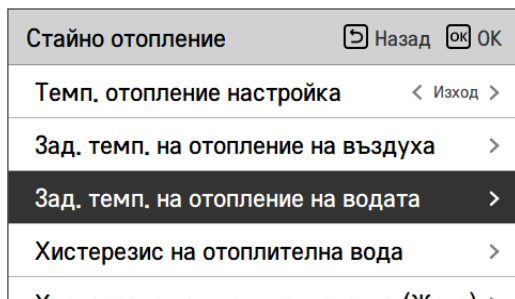 Стайно отопление Назад ок OK
Темп. отопление настройка < Изход >
Зад. темп. на отопление на въздуха >
Зад. темп. на отопление на водата >
Хистерезис на отоплителна вода >